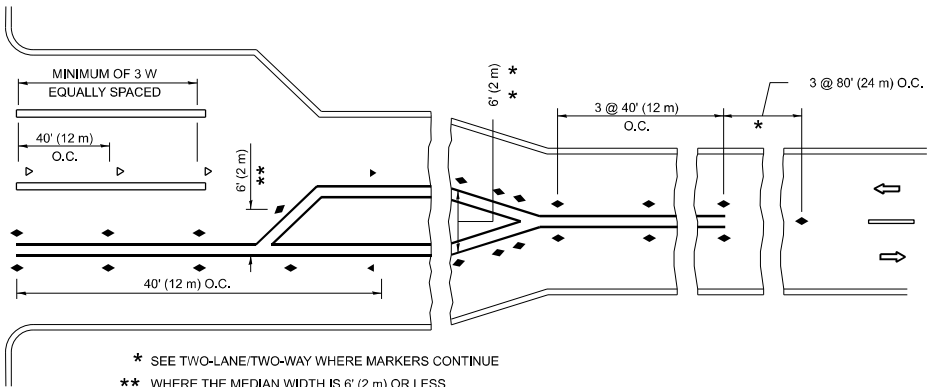 MINIMUM OF 3 W
EQUALLY SPACED
40' (12 m)
O.C.
6' (2 m)
**
40' (12 m) O.C.
6' (2 m)
* *
3 @ 40' (12 m)
O.C.
3 @ 80' (24 m) O.C.
*
* SEE TWO-LANE/TWO-WAY WHERE MARKERS CONTINUE
** WHERE THE MEDIAN WIDTH IS 6' (2 m) OR LESS